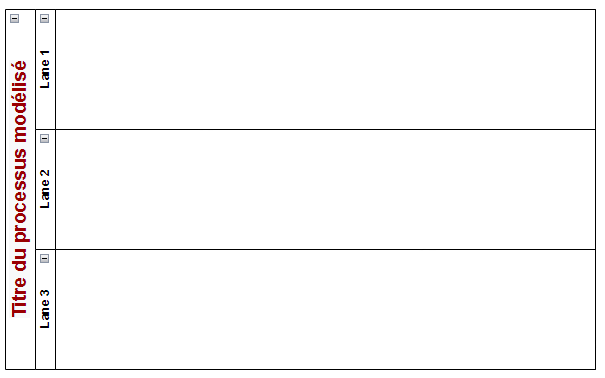 Titre du processus modélisé
Lane 1
Lane 2
Lane 3